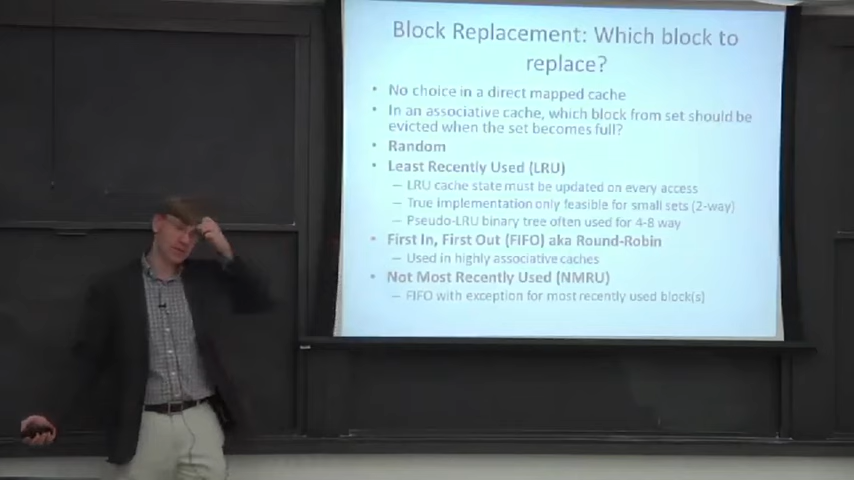 Block Replacement: Which block to
replace?
• No choice in a direct mapped cache
• In an associative cache, which block from set should be
evicted when the set becomes full?
• Random
• Least Recently Used (LRU)
– LRU cache state must be updated on every access
– True implementation only feasible for small sets (2-way)
– Pseudo-LRU binary tree often used for 4-8 way
• First In, First Out (FIFO) aka Round-Robin
– Used in highly associative caches
• Not Most Recently Used (NMRU)
– FIFO with exception for most recently used block(s)